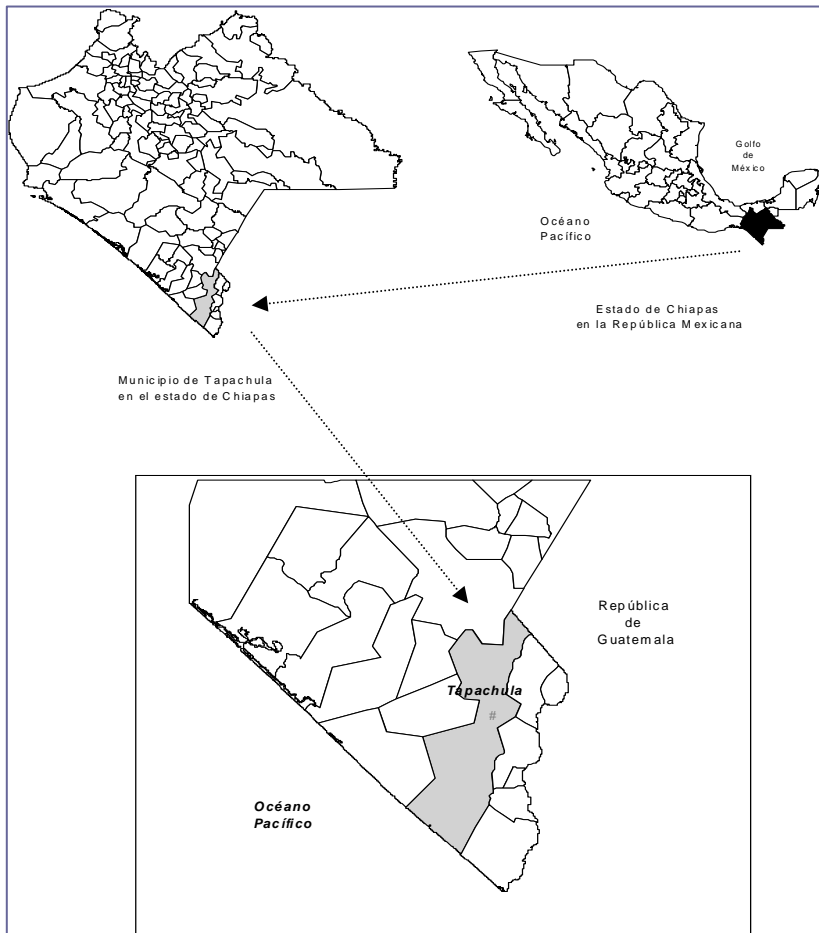 Golfo
de
México
Océano
Pacífico
Estado de Chiapas
en la República Mexicana
Municipio de Tapachula
en el estado de Chiapas
República
de
Guatemala
Tapachula
#
Océano
Pacífico